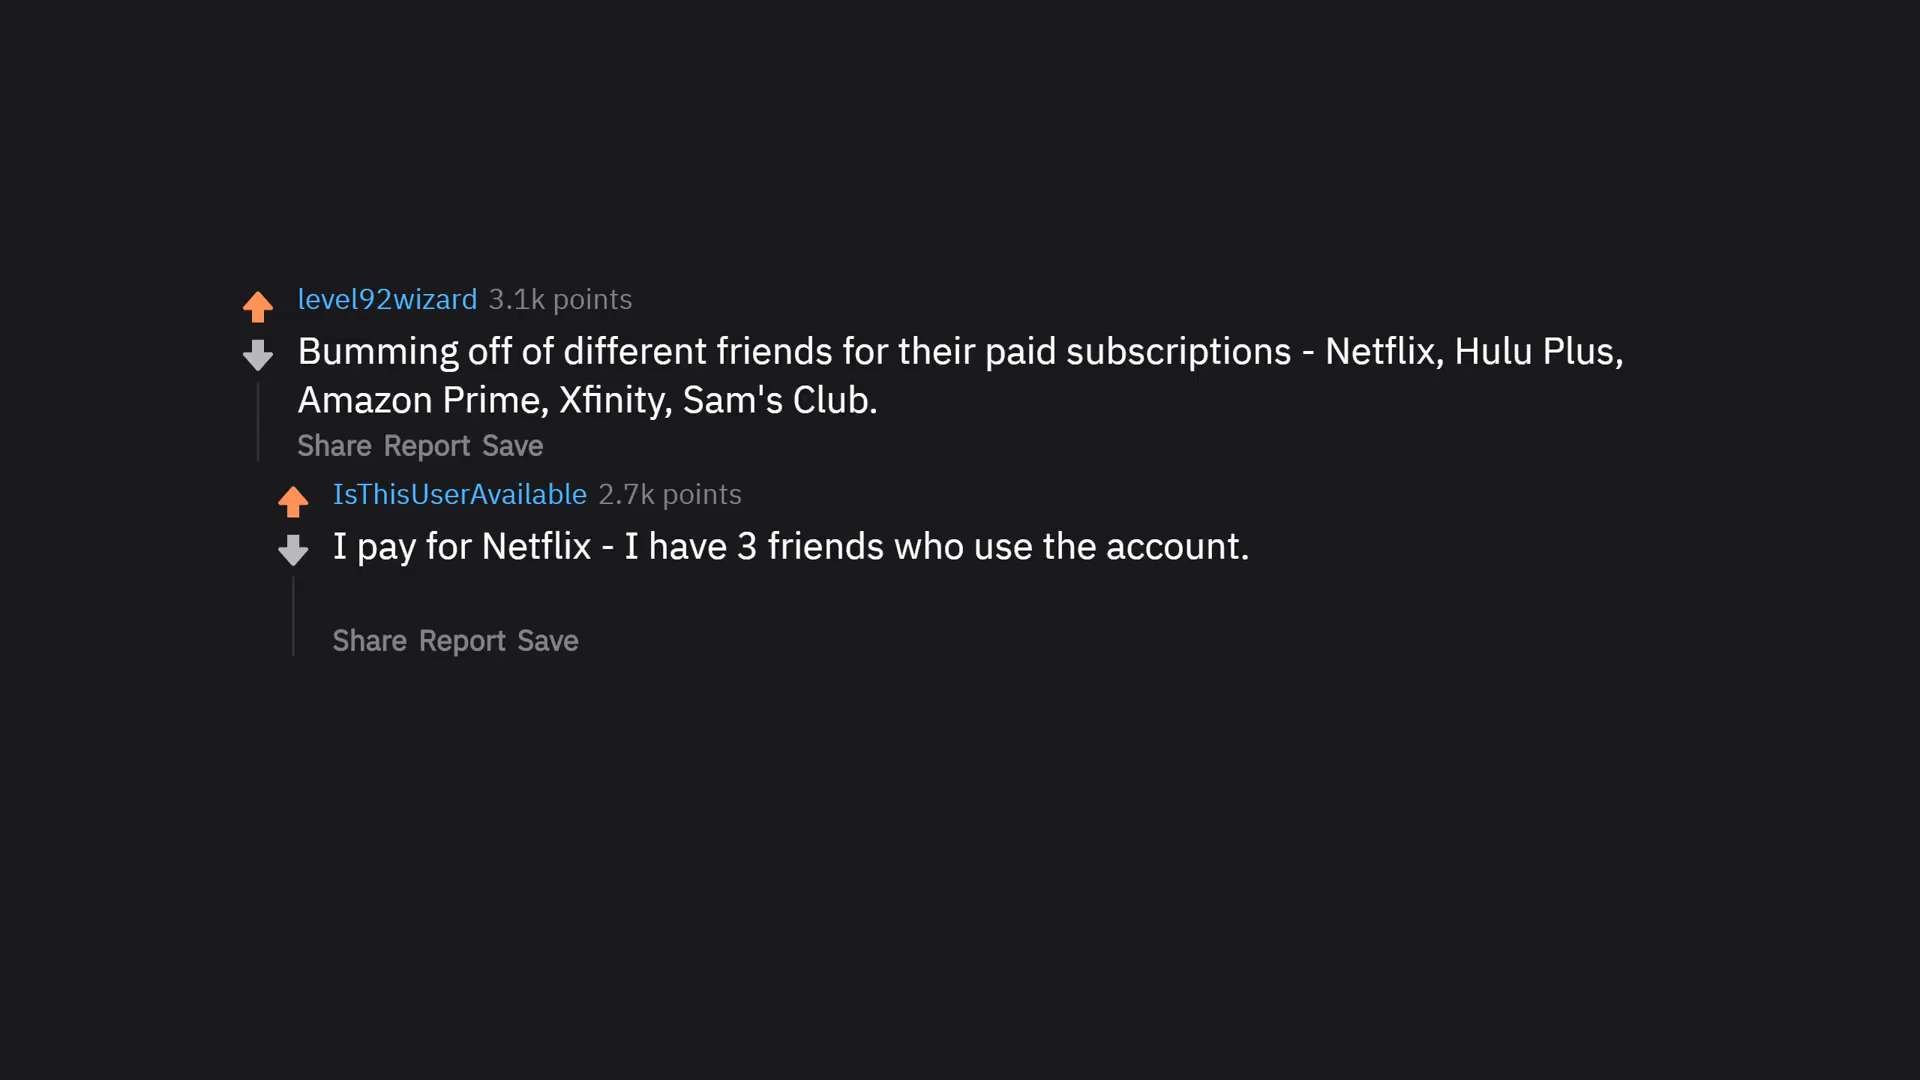 level92wizard 3.1k points
Bumming off of different friends for their paid subscriptions - Netflix, Hulu Plus,
Amazon Prime, Xfinity, Sam's Club.
Share Report Save
IsThisUserAvailable 2.7k points
I pay for Netflix - I have 3 friends who use the account.
Share Report Save